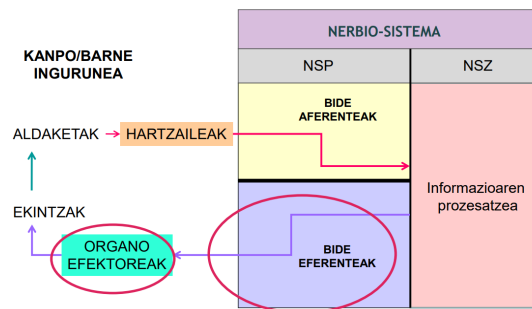 NERBIO-SISTEMA
KANPO/BARNE
INGURUNEA
NSP
NSZ
BIDE
AFERENTEAK
ALDAKETAK
HARTZAILEAK
Informazioaren
prozesatzea
EKINTZAK
ORGANO
EFEKTOREAK
BIDE
EFERENTEAK